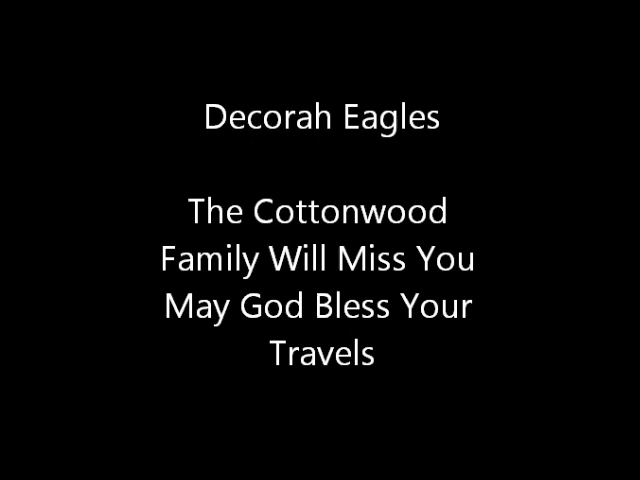 Decorah Eagles
The Cottonwood
Family Will Miss You
May God Bless Your
Travels